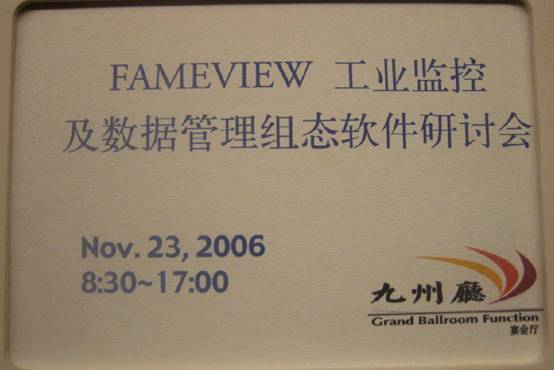 FAMEVIEW 工业监控
及数据管理组态软件研讨会
Nov. 23, 2006
8:30~17:00
九州廳
Grand Ballroom Function
宴会厅